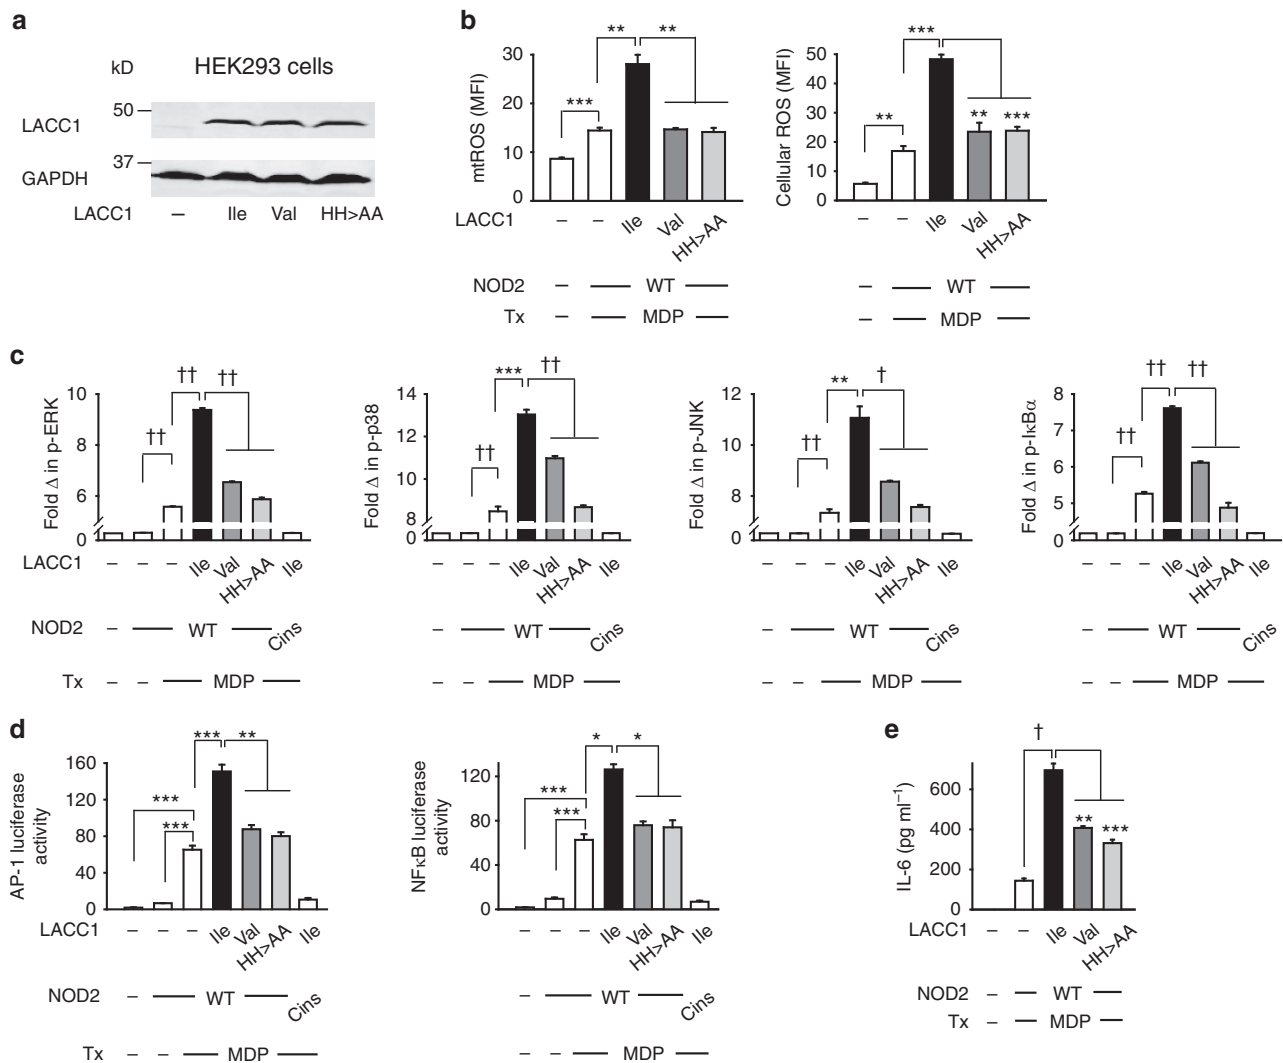 a
kD HEK293 cells
50
LACC1
37
GAPDH
LACC1 – Ile Val HH>AA
b
** **
30
20
10
0
mtROS (MFI)
***
LACC1 – – Ile Val HH>AA
NOD2 – WT
Tx – MDP
***
50
40
30
20
10
0
Cellular ROS (MFI)
**
** ***
– – Ile Val HH>AA
– WT
– MDP
c
†† ††
10
8
6
0
Fold Δ in p-ERK
††
LACC1 – – – Ile Val HH>AA Ile
NOD2 – WT Cins
Tx – – MDP
*** ††
14
12
10
8
0
Fold Δ in p-p38
††
– – – Ile Val HH>AA Ile
– WT Cins
– – MDP
** †
12
10
8
0
Fold Δ in p-JNK
††
– – – Ile Val HH>AA Ile
– WT Cins
– – MDP
†† ††
8
7
6
5
0
Fold Δ in p-IκBα
††
– – – Ile Val HH>AA Ile
– WT Cins
– – MDP
d
*** **
160
120
80
40
0
AP-1 luciferase
activity
***
***
LACC1 – – – Ile Val HH>AA Ile
NOD2 – WT Cins
Tx – – MDP
* *
120
80
40
0
NFκB luciferase
activity
***
***
– – – Ile Val HH>AA Ile
– WT Cins
– – MDP
e
†
600
400
200
0
IL-6 (pg ml⁻¹)
** ***
LACC1 – – Ile Val HH>AA
NOD2 – WT
Tx – MDP